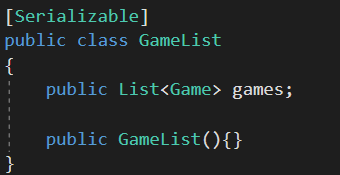 [Serializable]
public class GameList
{
public List<Game> games;
public GameList(){}
}